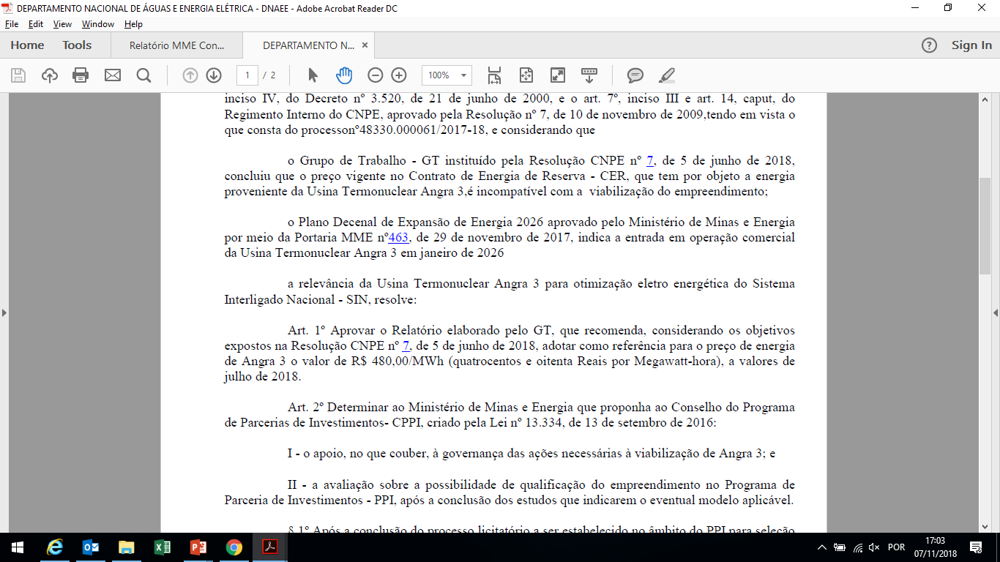 DEPARTAMENTO NACIONAL DE ÁGUAS E ENERGIA ELÉTRICA - DNAEE - Adobe Acrobat Reader DC
File Edit View Window Help
Home Tools Relatório MME Con... DEPARTAMENTO N... × ? Sign In
1 / 2 100%
inciso IV, do Decreto nº 3.520, de 21 de junho de 2000, e o art. 7º, inciso III e art. 14, caput, do
Regimento Interno do CNPE, aprovado pela Resolução nº 7, de 10 de novembro de 2009,tendo em vista o
que consta do processonº48330.000061/2017-18, e considerando que
o Grupo de Trabalho - GT instituído pela Resolução CNPE nº 7, de 5 de junho de 2018,
concluiu que o preço vigente no Contrato de Energia de Reserva - CER, que tem por objeto a energia
proveniente da Usina Termonuclear Angra 3,é incompatível com a  viabilização do empreendimento;
o Plano Decenal de Expansão de Energia 2026 aprovado pelo Ministério de Minas e Energia
por meio da Portaria MME nº463, de 29 de novembro de 2017, indica a entrada em operação comercial
da Usina Termonuclear Angra 3 em janeiro de 2026
a relevância da Usina Termonuclear Angra 3 para otimização eletro energética do Sistema
Interligado Nacional - SIN, resolve:
Art. 1º Aprovar o Relatório elaborado pelo GT, que recomenda, considerando os objetivos
expostos na Resolução CNPE nº 7, de 5 de junho de 2018, adotar como referência para o preço de energia
de Angra 3 o valor de R$ 480,00/MWh (quatrocentos e oitenta Reais por Megawatt-hora), a valores de
julho de 2018.
Art. 2º Determinar ao Ministério de Minas e Energia que proponha ao Conselho do Programa
de Parcerias de Investimentos- CPPI, criado pela Lei nº 13.334, de 13 de setembro de 2016:
I - o apoio, no que couber, à governança das ações necessárias à viabilização de Angra 3; e
II - a avaliação sobre a possibilidade de qualificação do empreendimento no Programa de
Parceria de Investimentos - PPI, após a conclusão dos estudos que indicarem o eventual modelo aplicável.
§ 1º Após a conclusão do processo licitatório a ser estabelecido no âmbito do PPI para seleção
POR 17:03
07/11/2018